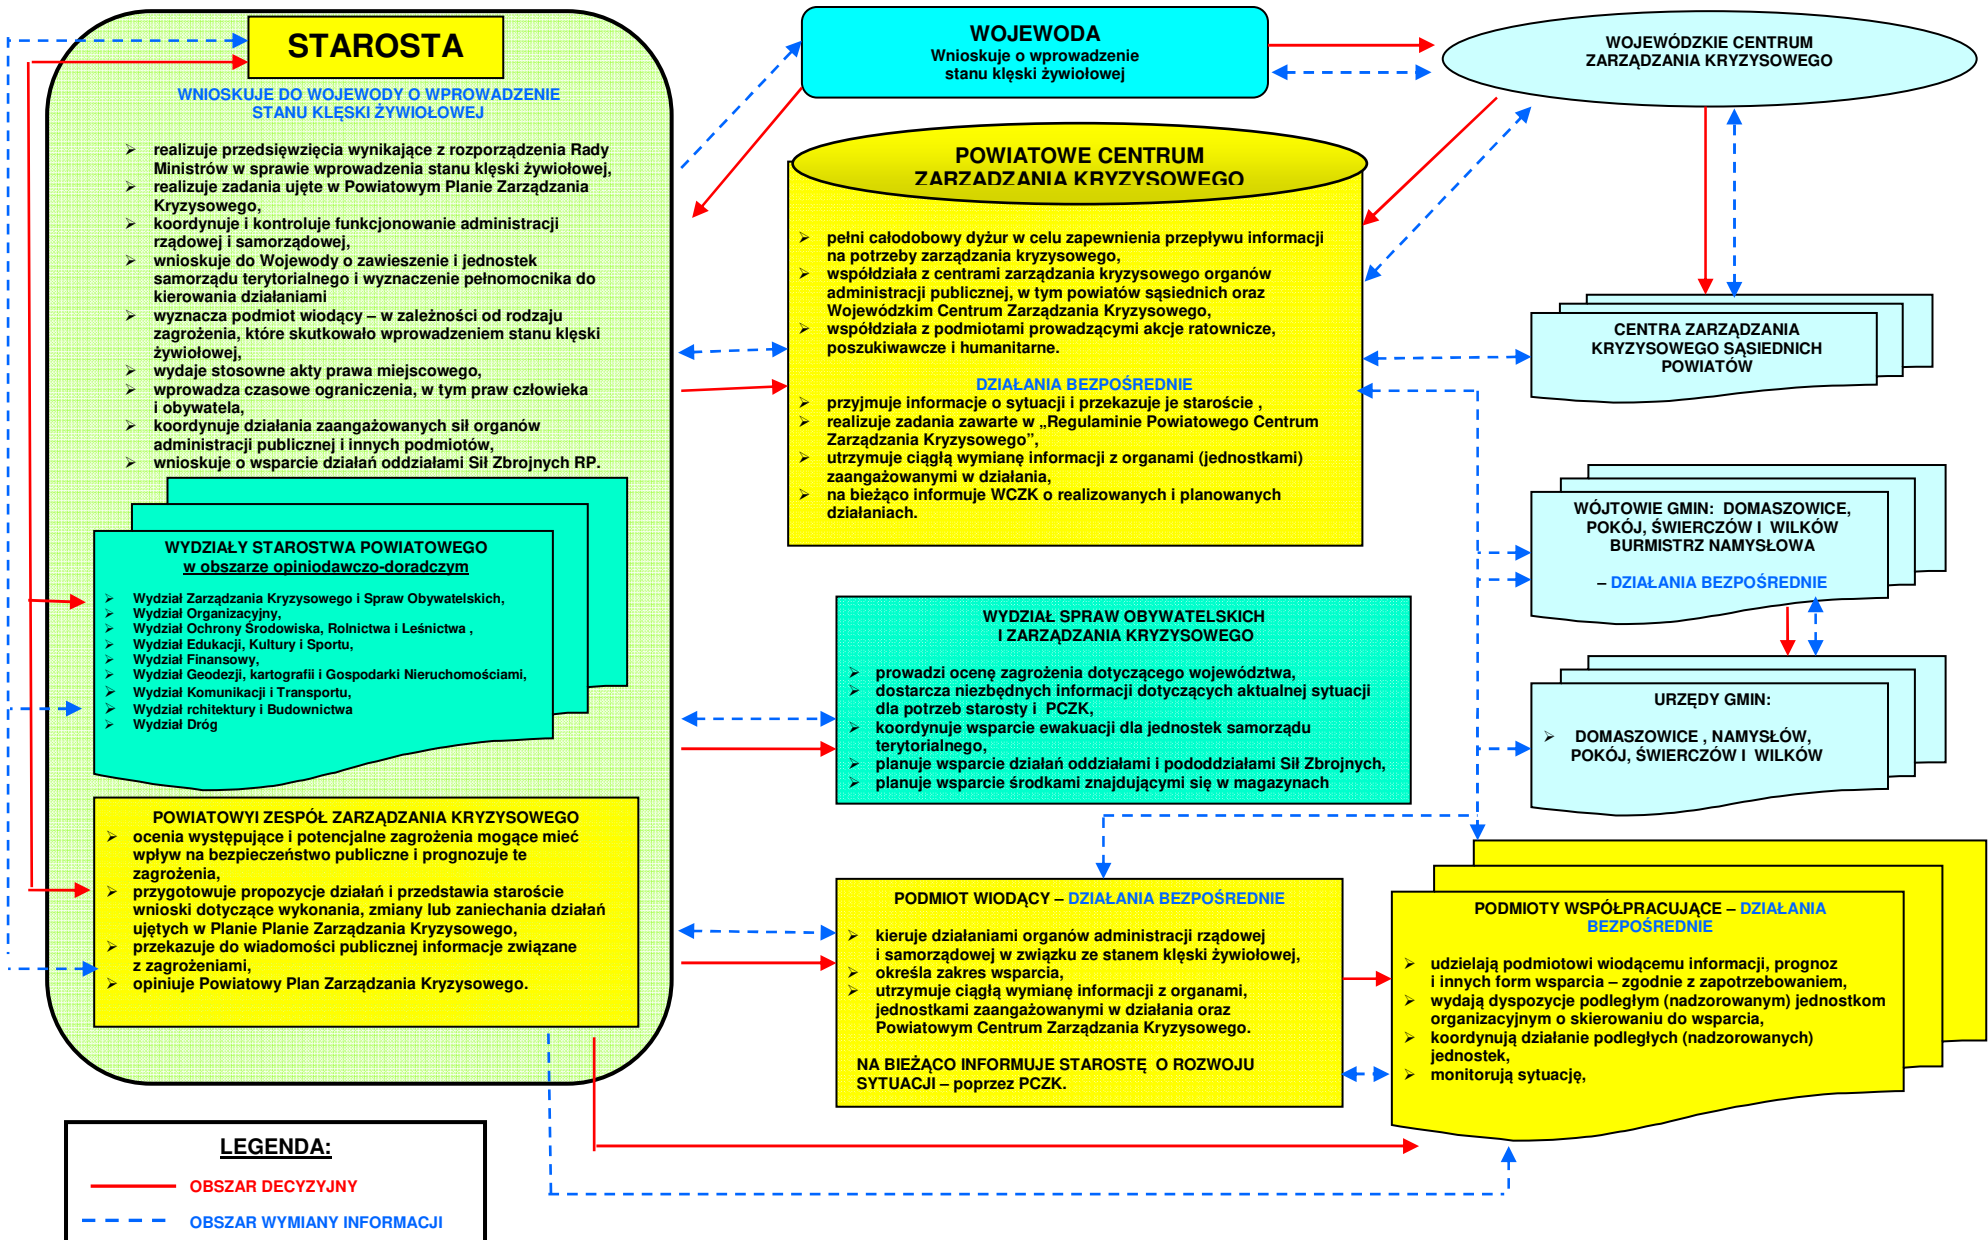 STAROSTA
WNIOSKUJE DO WOJEWODY O WPROWADZENIE
STANU KLĘSKI ŻYWIOŁOWEJ
➢ realizuje przedsięwzięcia wynikające z rozporządzenia Rady
Ministrów w sprawie wprowadzenia stanu klęski żywiołowej,
➢ realizuje zadania ujęte w Powiatowym Planie Zarządzania
Kryzysowego,
➢ koordynuje i kontroluje funkcjonowanie administracji
rządowej i samorządowej,
➢ wnioskuje do Wojewody o zawieszenie i jednostek
samorządu terytorialnego i wyznaczenie pełnomocnika do
kierowania działaniami
➢ wyznacza podmiot wiodący – w zależności od rodzaju
zagrożenia, które skutkowało wprowadzeniem stanu klęski
żywiołowej,
➢ wydaje stosowne akty prawa miejscowego,
➢ wprowadza czasowe ograniczenia, w tym praw człowieka
i obywatela,
➢ koordynuje działania zaangażowanych sił organów
administracji publicznej i innych podmiotów,
➢ wnioskuje o wsparcie działań oddziałami Sił Zbrojnych RP.
WYDZIAŁY STAROSTWA POWIATOWEGO
w obszarze opiniodawczo-doradczym
➢ Wydział Zarządzania Kryzysowego i Spraw Obywatelskich,
➢ Wydział Organizacyjny,
➢ Wydział Ochrony Środowiska, Rolnictwa i Leśnictwa ,
➢ Wydział Edukacji, Kultury i Sportu,
➢ Wydział Finansowy,
➢ Wydział Geodezji, kartografii i Gospodarki Nieruchomościami,
➢ Wydział Komunikacji i Transportu,
➢ Wydział rchitektury i Budownictwa
➢ Wydział Dróg
POWIATOWYI ZESPÓŁ ZARZĄDZANIA KRYZYSOWEGO
➢ ocenia występujące i potencjalne zagrożenia mogące mieć
wpływ na bezpieczeństwo publiczne i prognozuje te
zagrożenia,
➢ przygotowuje propozycje działań i przedstawia staroście
wnioski dotyczące wykonania, zmiany lub zaniechania działań
ujętych w Planie Planie Zarządzania Kryzysowego,
➢ przekazuje do wiadomości publicznej informacje związane
z zagrożeniami,
➢ opiniuje Powiatowy Plan Zarządzania Kryzysowego.
LEGENDA:
OBSZAR DECYZYJNY
OBSZAR WYMIANY INFORMACJI
WOJEWODA
Wnioskuje o wprowadzenie
stanu klęski żywiołowej
POWIATOWE CENTRUM
ZARZADZANIA KRYZYSOWEGO
➢ pełni całodobowy dyżur w celu zapewnienia przepływu informacji
na potrzeby zarządzania kryzysowego,
➢ współdziała z centrami zarządzania kryzysowego organów
administracji publicznej, w tym powiatów sąsiednich oraz
Wojewódzkim Centrum Zarządzania Kryzysowego,
➢ współdziała z podmiotami prowadzącymi akcje ratownicze,
poszukiwawcze i humanitarne.
DZIAŁANIA BEZPOŚREDNIE
➢ przyjmuje informacje o sytuacji i przekazuje je staroście ,
➢ realizuje zadania zawarte w „Regulaminie Powiatowego Centrum
Zarządzania Kryzysowego”,
➢ utrzymuje ciągłą wymianę informacji z organami (jednostkami)
zaangażowanymi w działania,
➢ na bieżąco informuje WCZK o realizowanych i planowanych
działaniach.
WYDZIAŁ SPRAW OBYWATELSKICH
I ZARZĄDZANIA KRYZYSOWEGO
➢ prowadzi ocenę zagrożenia dotyczącego województwa,
➢ dostarcza niezbędnych informacji dotyczących aktualnej sytuacji
dla potrzeb starosty i PCZK,
➢ koordynuje wsparcie ewakuacji dla jednostek samorządu
terytorialnego,
➢ planuje wsparcie działań oddziałami i pododdziałami Sił Zbrojnych,
➢ planuje wsparcie środkami znajdującymi się w magazynach
PODMIOT WIODĄCY – DZIAŁANIA BEZPOŚREDNIE
➢ kieruje działaniami organów administracji rządowej
i samorządowej w związku ze stanem klęski żywiołowej,
➢ określa zakres wsparcia,
➢ utrzymuje ciągłą wymianę informacji z organami,
jednostkami zaangażowanymi w działania oraz
Powiatowym Centrum Zarządzania Kryzysowego.
NA BIEŻĄCO INFORMUJE STAROSTĘ O ROZWOJU
SYTUACJI – poprzez PCZK.
WOJEWÓDZKIE CENTRUM
ZARZĄDZANIA KRYZYSOWEGO
CENTRA ZARZĄDZANIA
KRYZYSOWEGO SĄSIEDNICH
POWIATÓW
WÓJTOWIE GMIN: DOMASZOWICE,
POKÓJ, ŚWIERCZÓW I WILKÓW
BURMISTRZ NAMYSŁOWA
– DZIAŁANIA BEZPOŚREDNIE
URZĘDY GMIN:
➢ DOMASZOWICE , NAMYSŁÓW,
POKÓJ, ŚWIERCZÓW I WILKÓW
PODMIOTY WSPÓŁPRACUJĄCE – DZIAŁANIA
BEZPOŚREDNIE
➢ udzielają podmiotowi wiodącemu informacji, prognoz
i innych form wsparcia – zgodnie z zapotrzebowaniem,
➢ wydają dyspozycje podległym (nadzorowanym) jednostkom
organizacyjnym o skierowaniu do wsparcia,
➢ koordynują działanie podległych (nadzorowanych)
jednostek,
➢ monitorują sytuację,